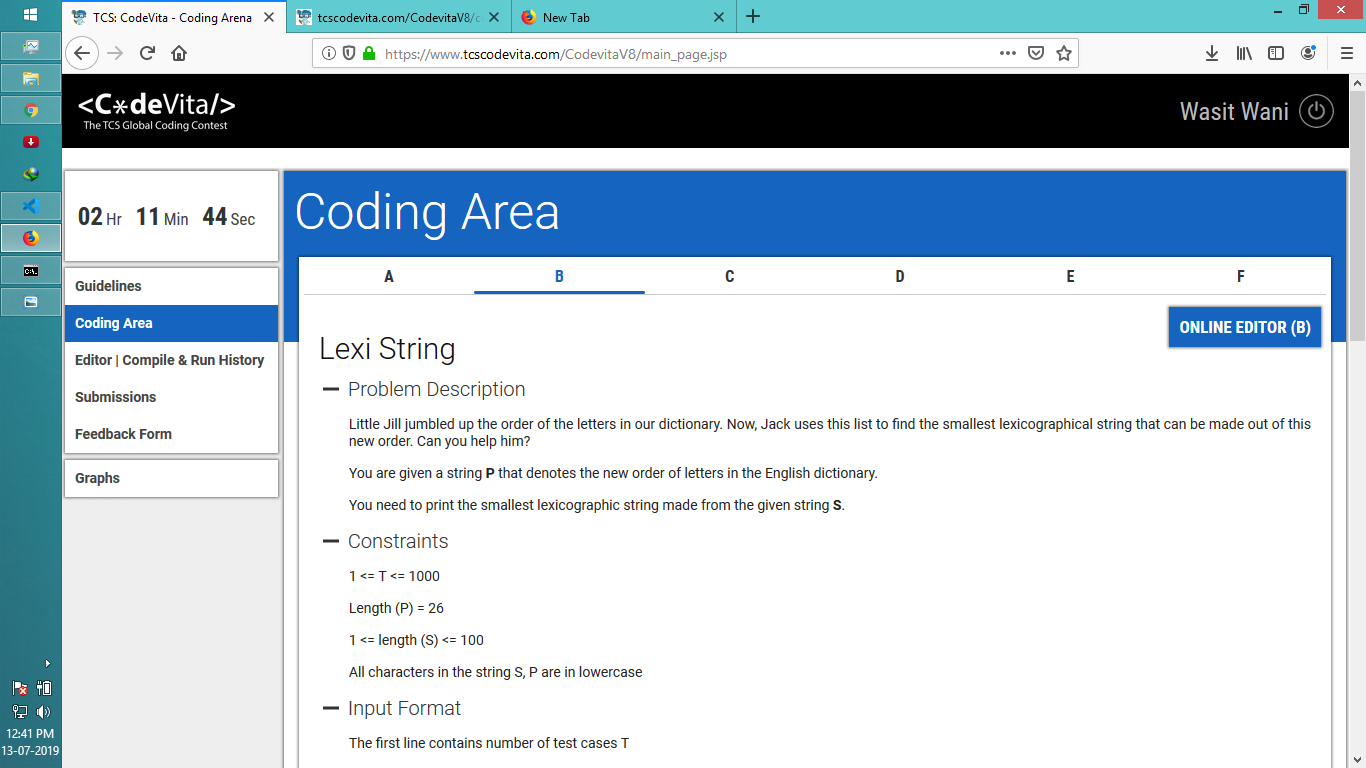 TCS: CodeVita - Coding Arena
tcscodevita.com/CodevitaV8/
New Tab
https://www.tcscodevita.com/CodevitaV8/main_page.jsp
<C*deVita/>
The TCS Global Coding Contest
Wasit Wani
02 Hr 11 Min 44 Sec
Coding Area
A B C D E F
Guidelines
Coding Area
Editor | Compile & Run History
Submissions
Feedback Form
Graphs
ONLINE EDITOR (B)
Lexi String
Problem Description
Little Jill jumbled up the order of the letters in our dictionary. Now, Jack uses this list to find the smallest lexicographical string that can be made out of this
new order. Can you help him?
You are given a string P that denotes the new order of letters in the English dictionary.
You need to print the smallest lexicographic string made from the given string S.
Constraints
1 <= T <= 1000
Length (P) = 26
1 <= length (S) <= 100
All characters in the string S, P are in lowercase
Input Format
The first line contains number of test cases T
12:41 PM
13-07-2019